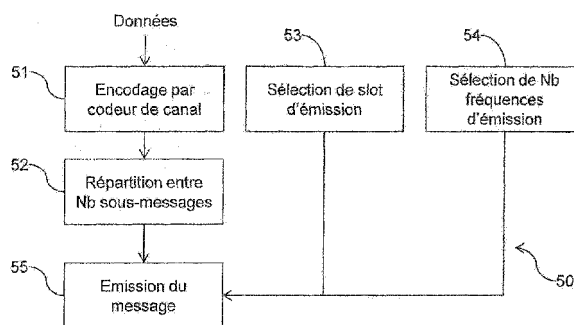 Données
51
Encodage par
codeur de canal
53
Sélection de slot
d'émission
54
Sélection de Nb
fréquences
d'émission
52
Répartition entre
Nb sous-messages
55
Emission du
message
50